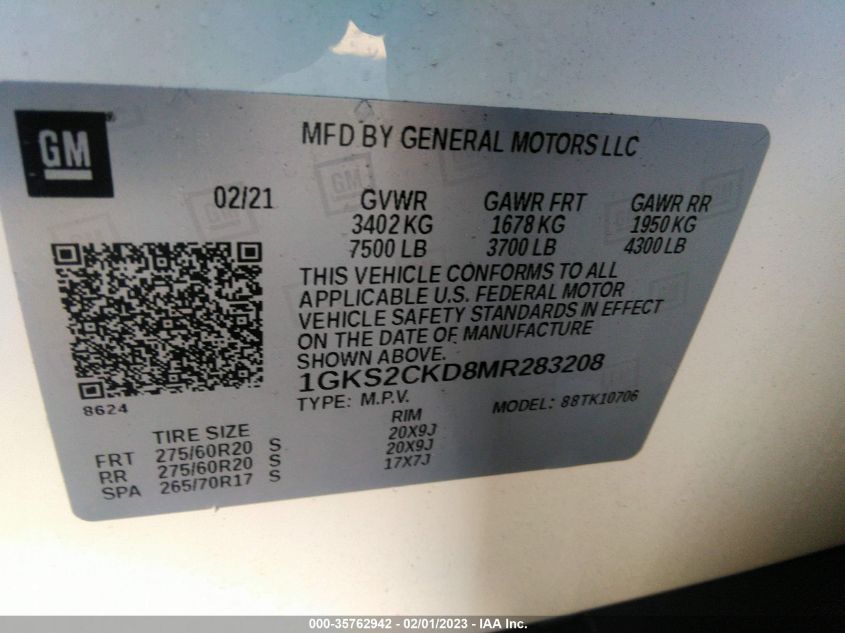 GM
MFD BY GENERAL MOTORS LLC
02/21 GVWR GAWR FRT GAWR RR
3402 KG 1678 KG 1950 KG
7500 LB 3700 LB 4300 LB
THIS VEHICLE CONFORMS TO ALL
APPLICABLE U.S. FEDERAL MOTOR
VEHICLE SAFETY STANDARDS IN EFFECT
ON THE DATE OF MANUFACTURE
SHOWN ABOVE.
1GKS2CKD8MR283208
8624
TYPE: M.P.V. MODEL: 88TK10706
TIRE SIZE RIM
FRT 275/60R20 S 20X9J
RR 275/60R20 S 20X9J
SPA 265/70R17 S 17X7J
000-35762942 - 02/01/2023 - IAA Inc.